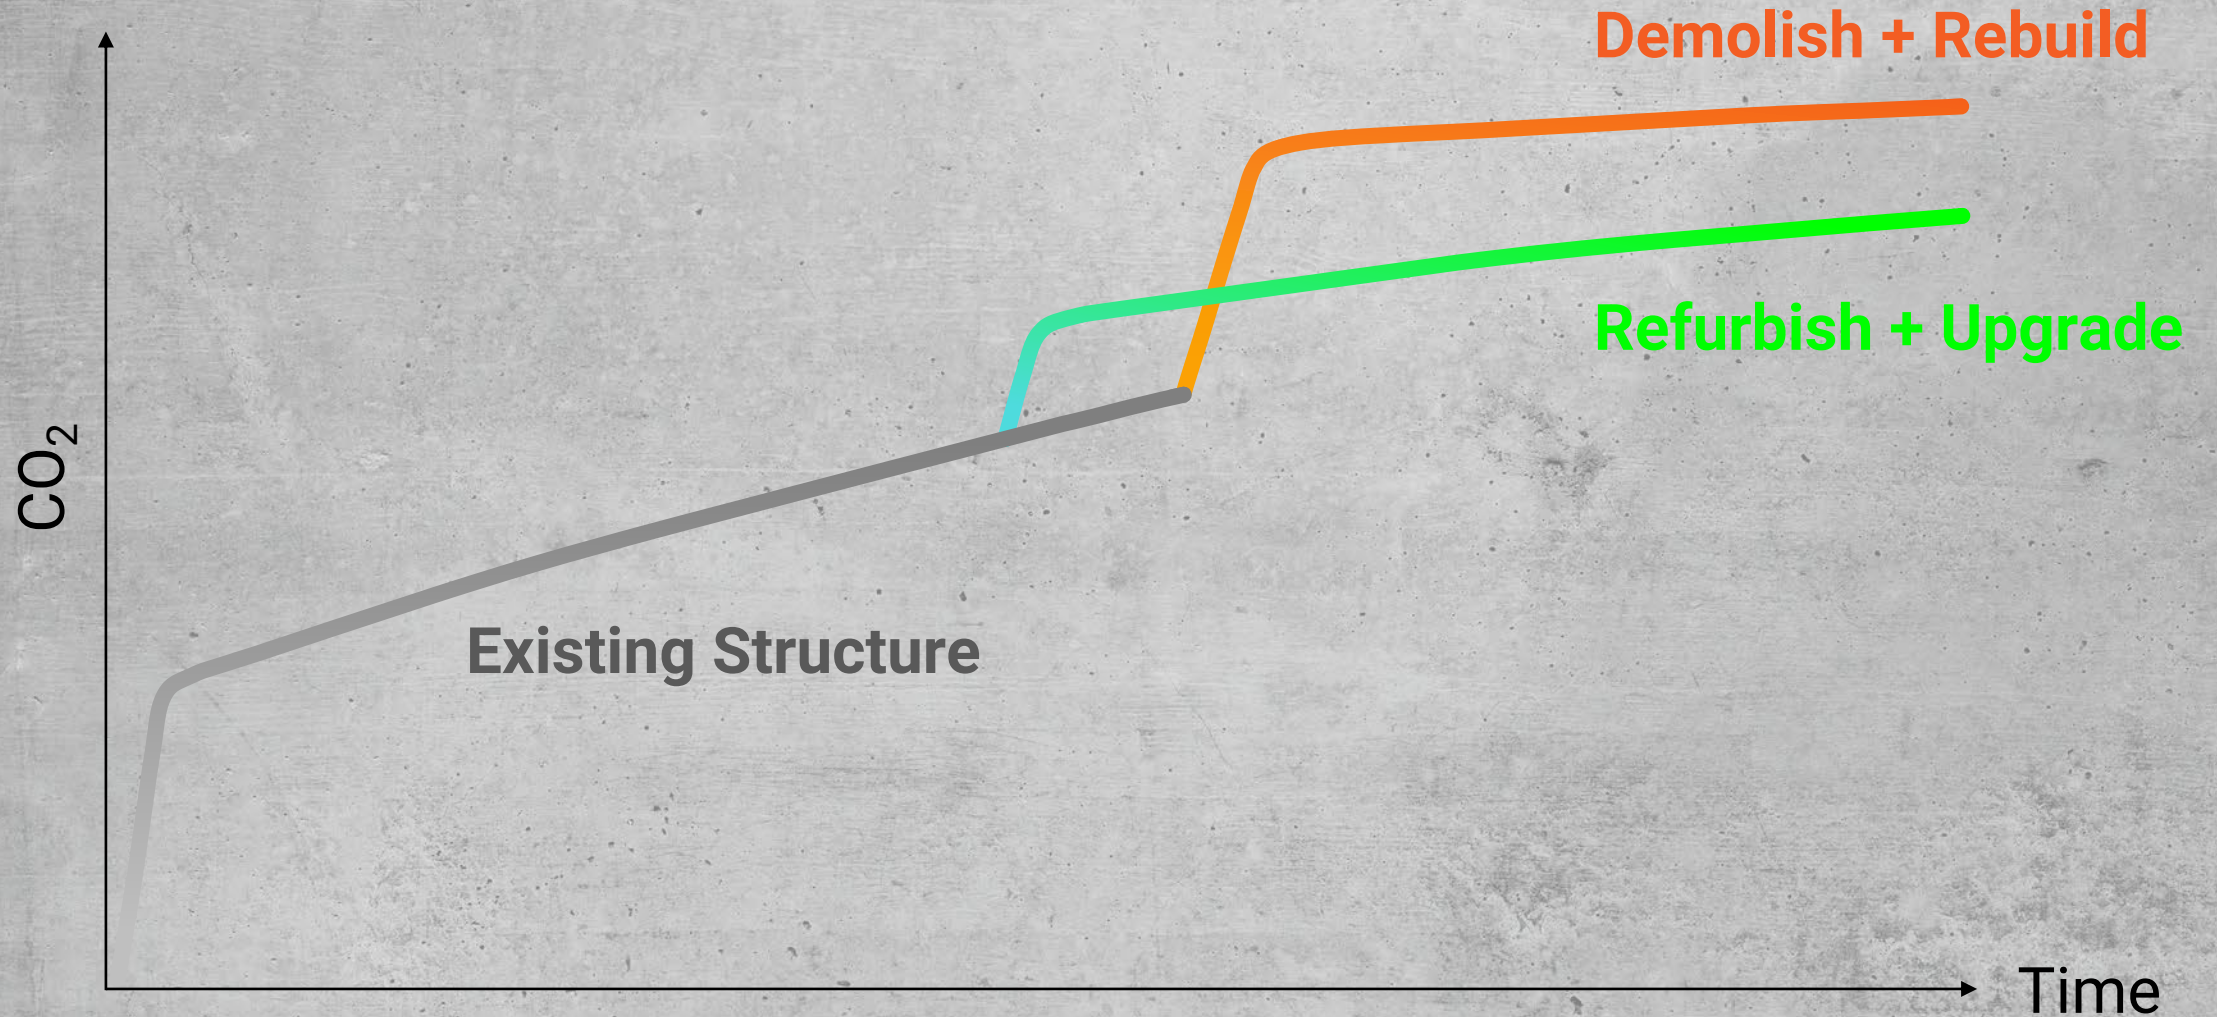 Demolish + Rebuild
Refurbish + Upgrade
CO₂
Existing Structure
Time